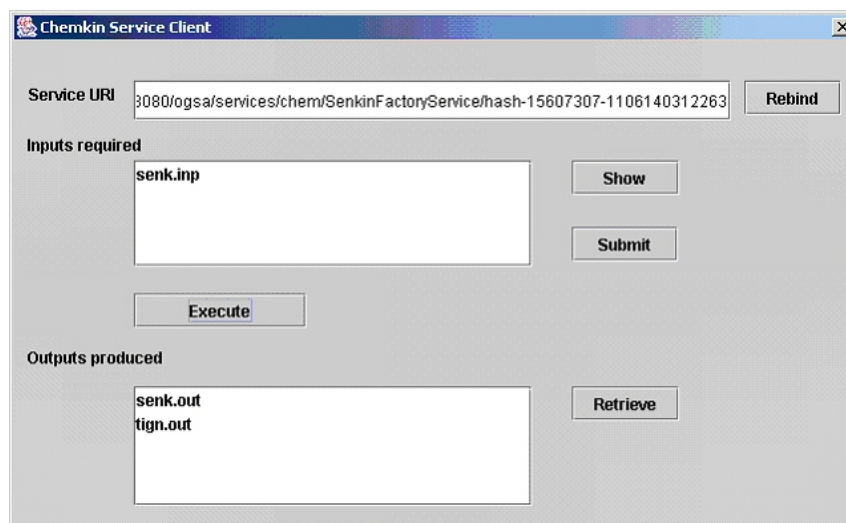 Chemkin Service Client
Service URI 3080/ogsa/services/chem/SenkinFactoryService/hash-15607307-1106140312263 Rebind
Inputs required
senk.inp
Show
Submit
Execute
Outputs produced
senk.out
tign.out
Retrieve